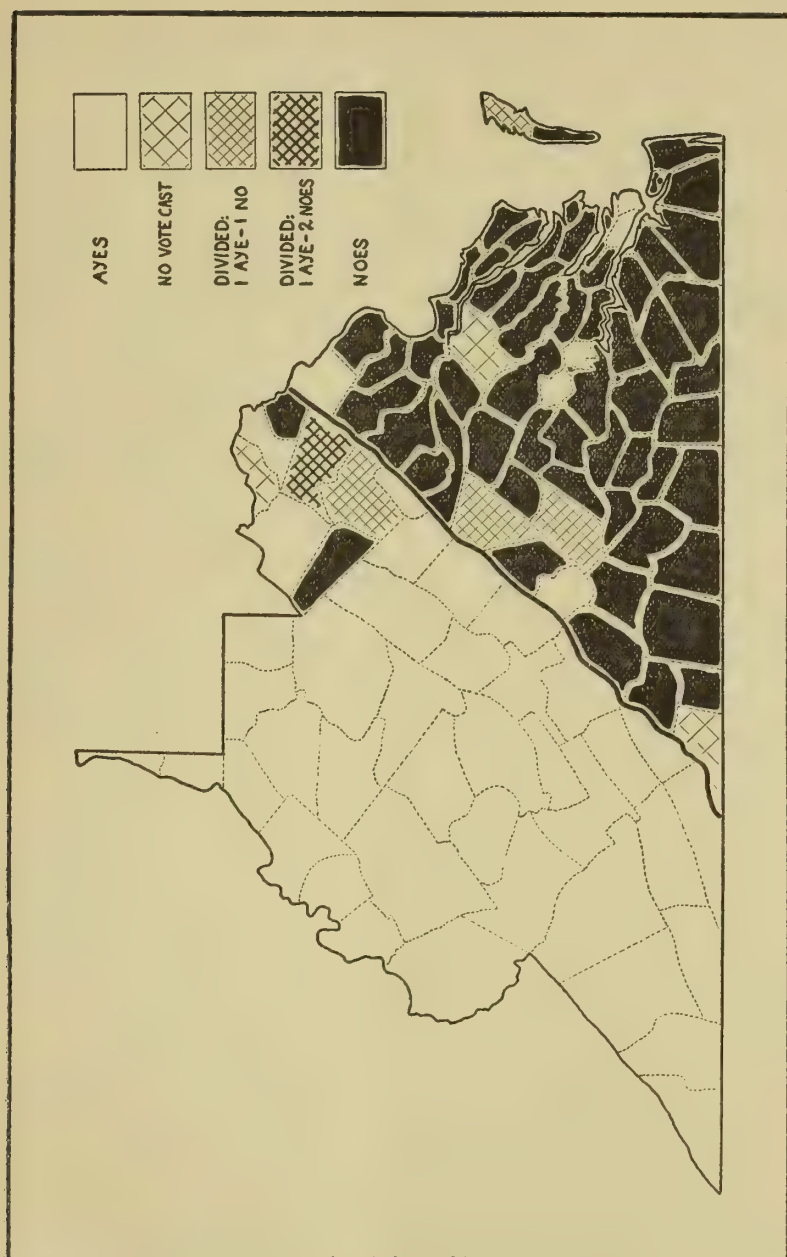 AYES
NO VOTE CAST
DIVIDED:
1 AYE-1 NO
DIVIDED:
1 AYE-2 NOES
NOES